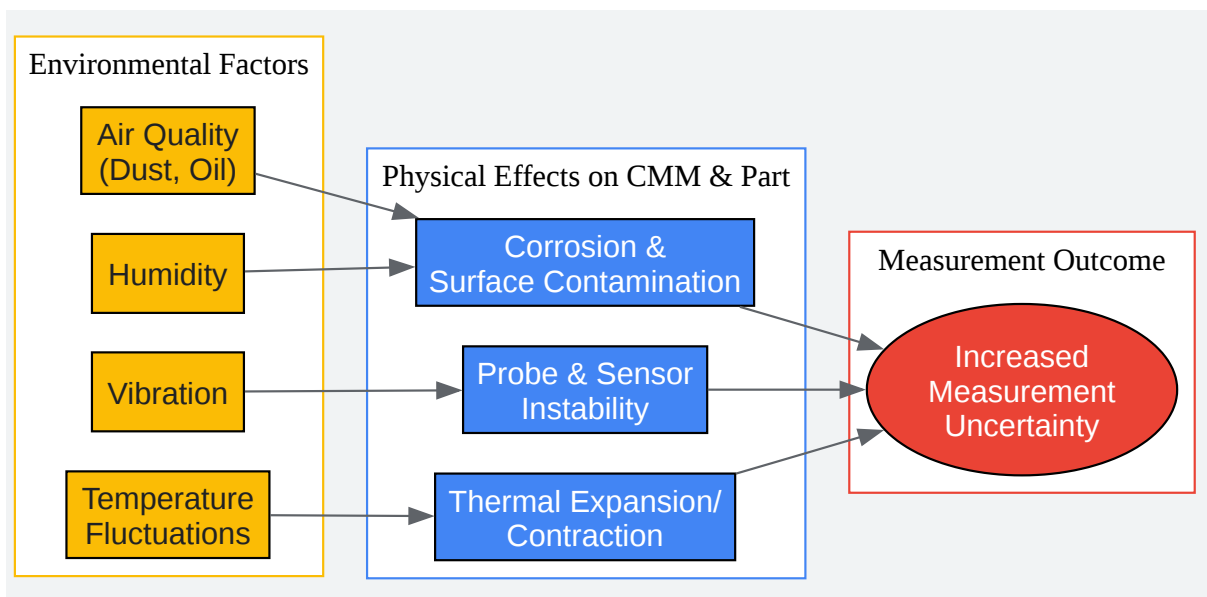 Environmental Factors
Air Quality
(Dust, Oil)
Humidity
Vibration
Temperature
Fluctuations
Physical Effects on CMM & Part
Corrosion &
Surface Contamination
Probe & Sensor
Instability
Thermal Expansion/
Contraction
Measurement Outcome
Increased
Measurement
Uncertainty